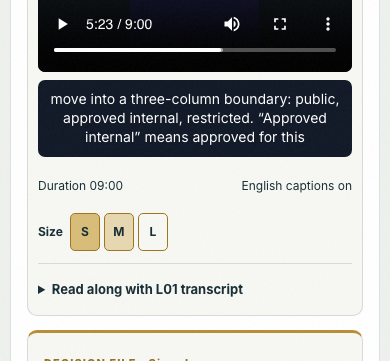 5:23 / 9:00
move into a three-column boundary: public,
approved internal, restricted. “Approved
internal” means approved for this
Duration 09:00 English captions on
Size S M L
Read along with L01 transcript